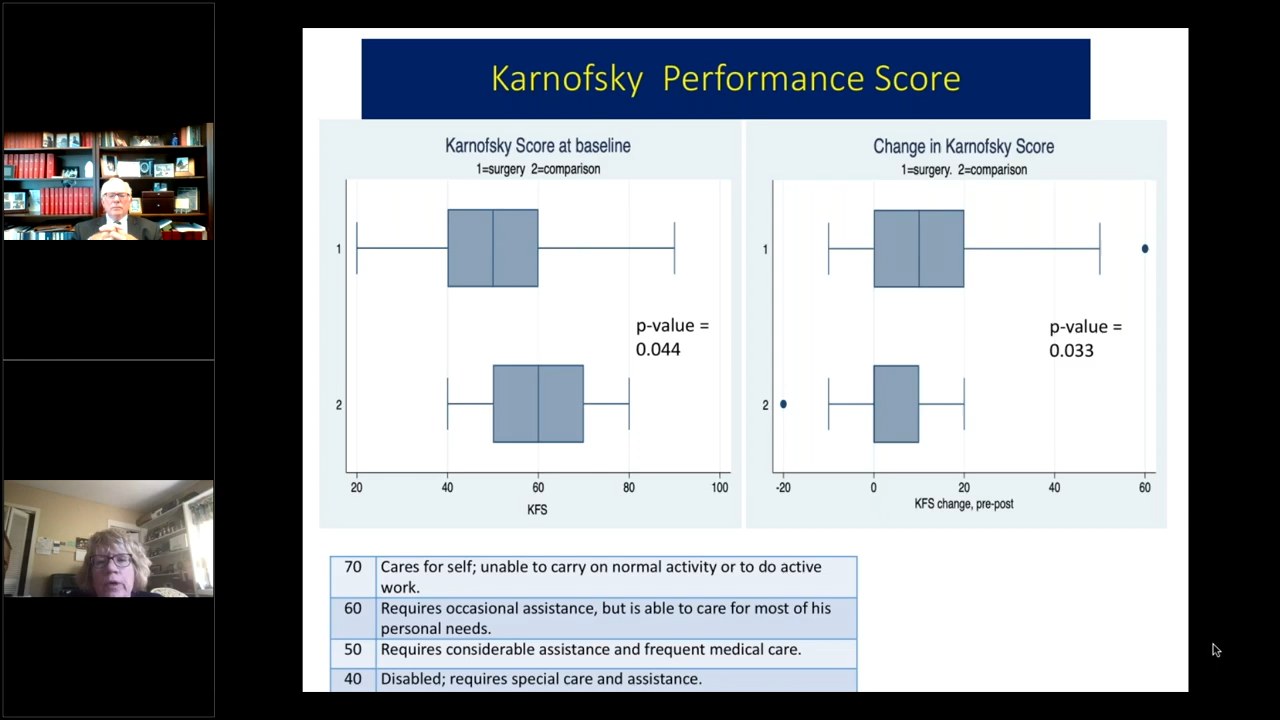 Karnofsky  Performance Score
Karnofsky Score at baseline
1=surgery  2=comparison
1
2
p-value =
0.044
20
40
60
80
100
KFS
Change in Karnofsky Score
1=surgery.  2=comparison
1
2
p-value =
0.033
-20
0
20
40
60
KFS change, pre-post
70 Cares for self; unable to carry on normal activity or to do active
work.
60 Requires occasional assistance, but is able to care for most of his
personal needs.
50 Requires considerable assistance and frequent medical care.
40 Disabled; requires special care and assistance.